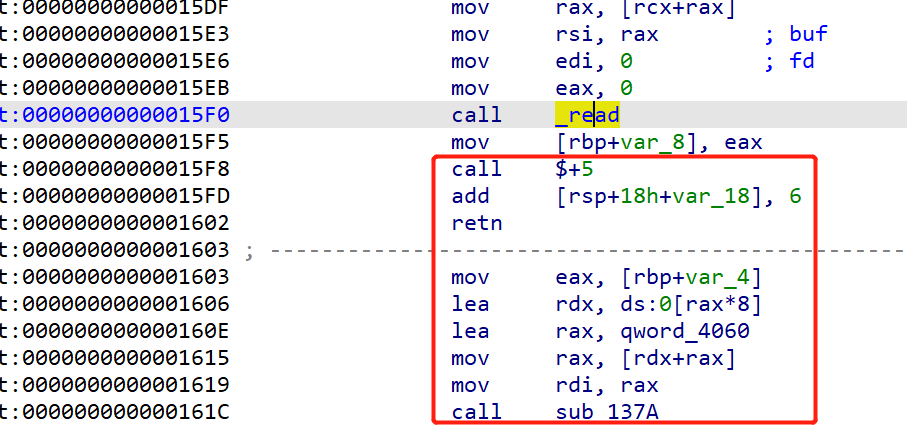 t:00000000000015DF mov rax, [rcx+rax]
t:00000000000015E3 mov rsi, rax ; buf
t:00000000000015E6 mov edi, 0 ; fd
t:00000000000015EB mov eax, 0
t:00000000000015F0 call _read
t:00000000000015F5 mov [rbp+var_8], eax
t:00000000000015F8 call $+5
t:00000000000015FD add [rsp+18h+var_18], 6
t:0000000000001602 retn
t:0000000000001603 ; ---------------------------------------------
t:0000000000001603 mov eax, [rbp+var_4]
t:0000000000001606 lea rdx, ds:0[rax*8]
t:000000000000160E lea rax, qword_4060
t:0000000000001615 mov rax, [rdx+rax]
t:0000000000001619 mov rdi, rax
t:000000000000161C call sub_137A